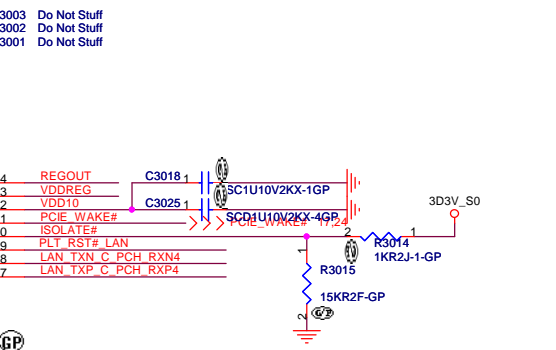 3003 Do Not Stuff
3002 Do Not Stuff
3001 Do Not Stuff
4 REGOUT C3018 1
3 VDDREG SC1U10V2KX-1GP
2 VDD10 C3025 1 3D3V_S0
1 PCIE_WAKE# SCD1U10V2KX-4GP PCIE_WAKE# 17,24
0 ISOLATE# 2 R3014 1
9 PLT_RST#_LAN 1 1KR2J-1-GP
8 LAN_TXN_C_PCH_RXN4
7 LAN_TXP_C_PCH_RXP4 R3015
15KR2F-GP
2
GP